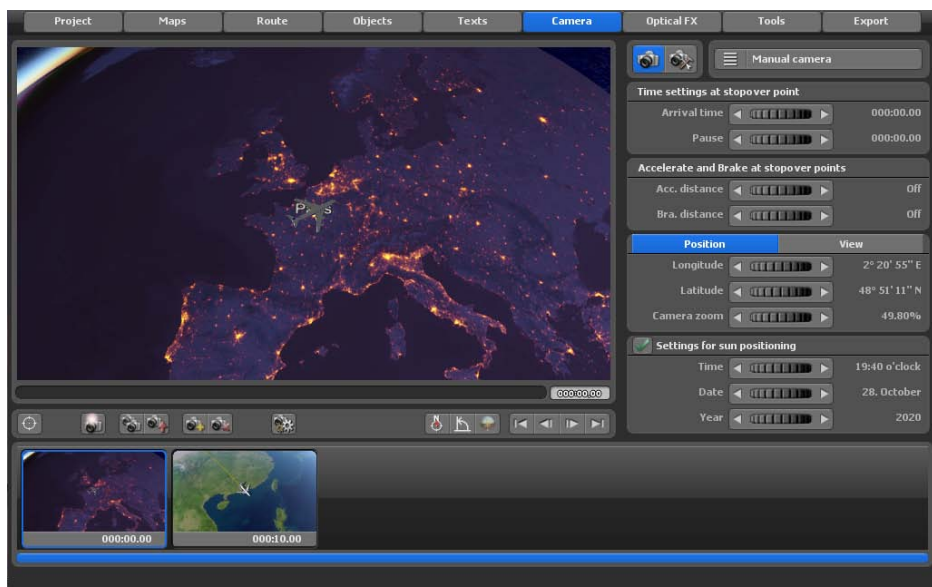 Project Maps Route Objects Texts Camera Optical FX Tools Export
Manual camera
Time settings at stopover point
Arrival time 000:00.00
Pause 000:00.00
Accelerate and Brake at stopover points
Acc. distance Off
Bra. distance Off
Position View
Longitude 2° 20' 55" E
Latitude 48° 51' 11" N
Camera zoom 49.80%
Settings for sun positioning
Time 19:40 o'clock
Date 28. October
Year 2020
P s
000:00.00
N
000:00.00 000:10.00